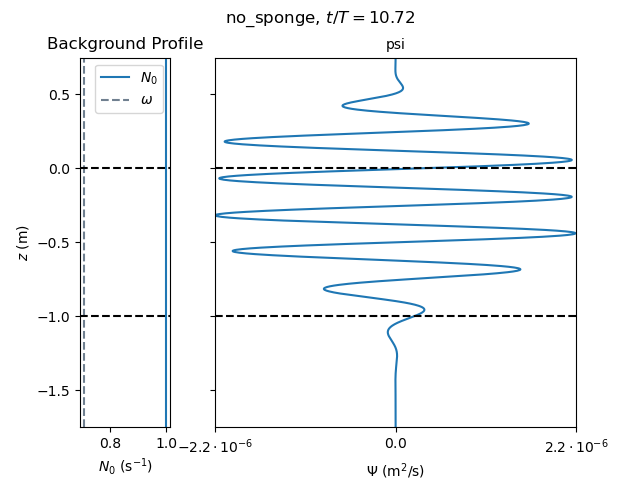 no_sponge, t/T = 10.72
Background Profile
psi
N₀
ω
0.5
0.0
−0.5
−1.0
−1.5
z (m)
0.8
1.0
−2.2 · 10⁻⁶
0.0
2.2 · 10⁻⁶
N₀ (s⁻¹)
Ψ (m²/s)